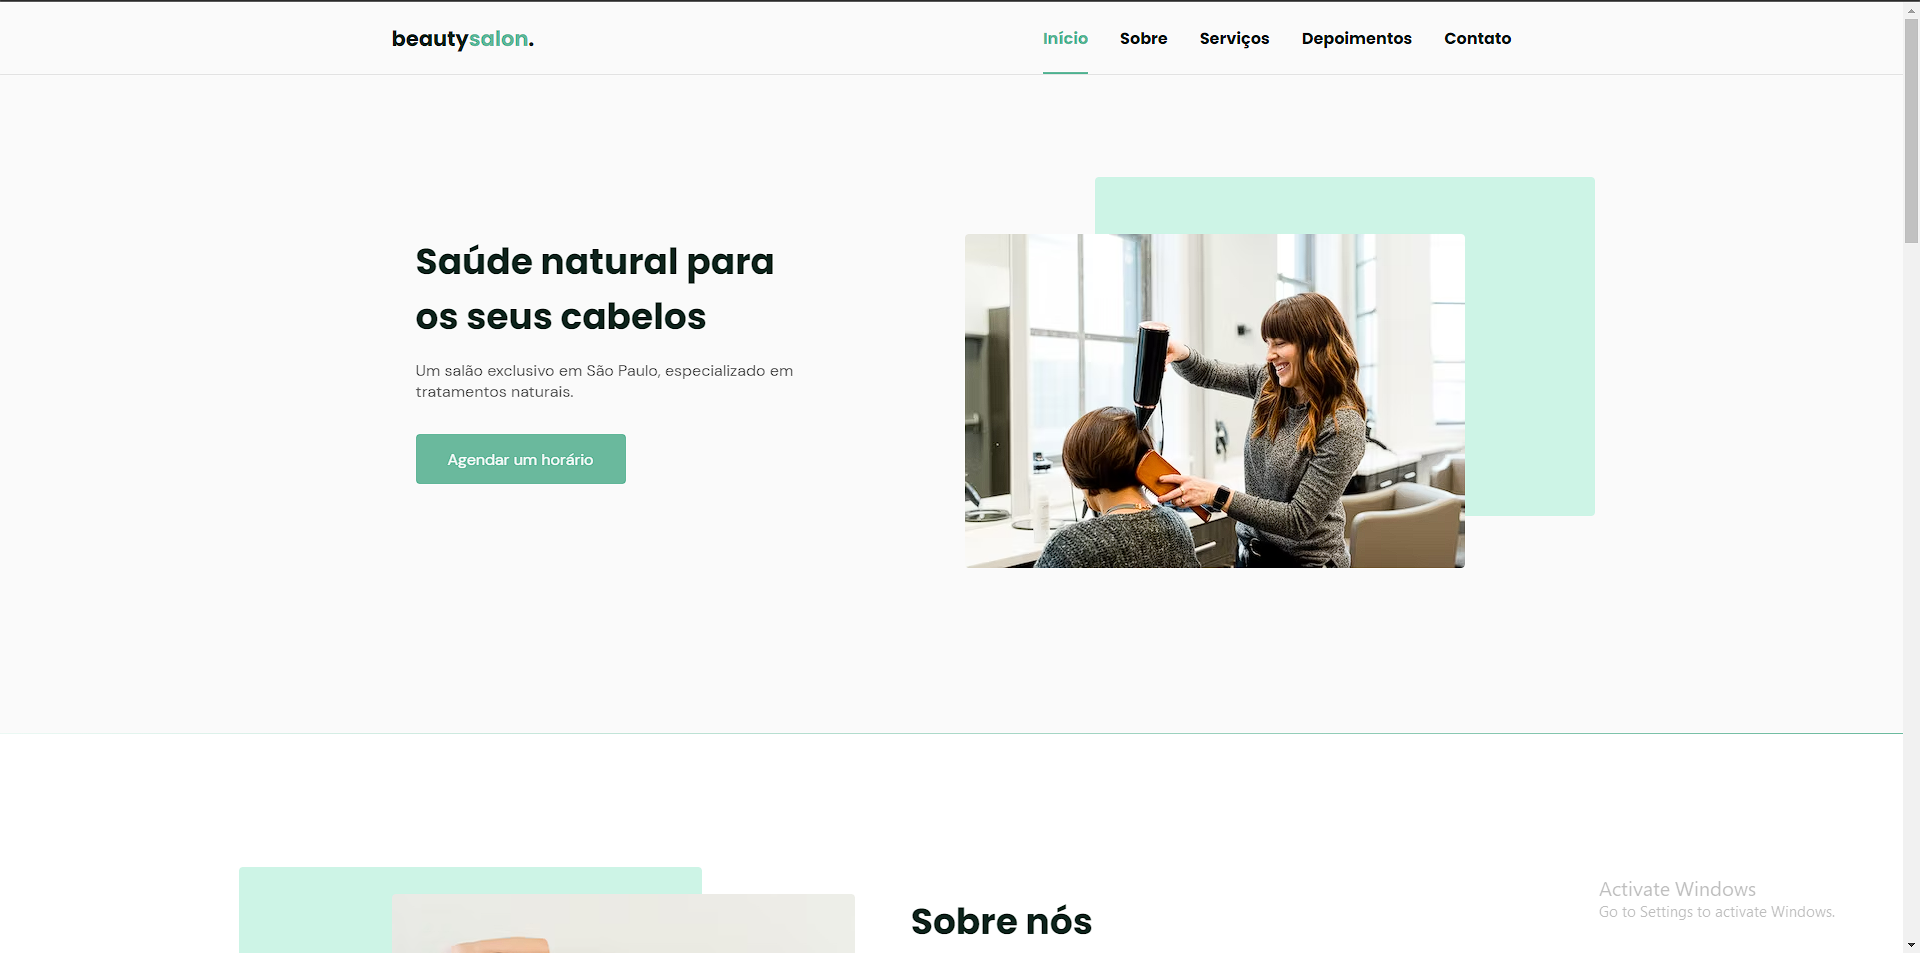 beautysalon.
Início Sobre Serviços Depoimentos Contato
Saúde natural para
os seus cabelos
Um salão exclusivo em São Paulo, especializado em
tratamentos naturais.
Agendar um horário
Sobre nós
Activate Windows
Go to Settings to activate Windows.